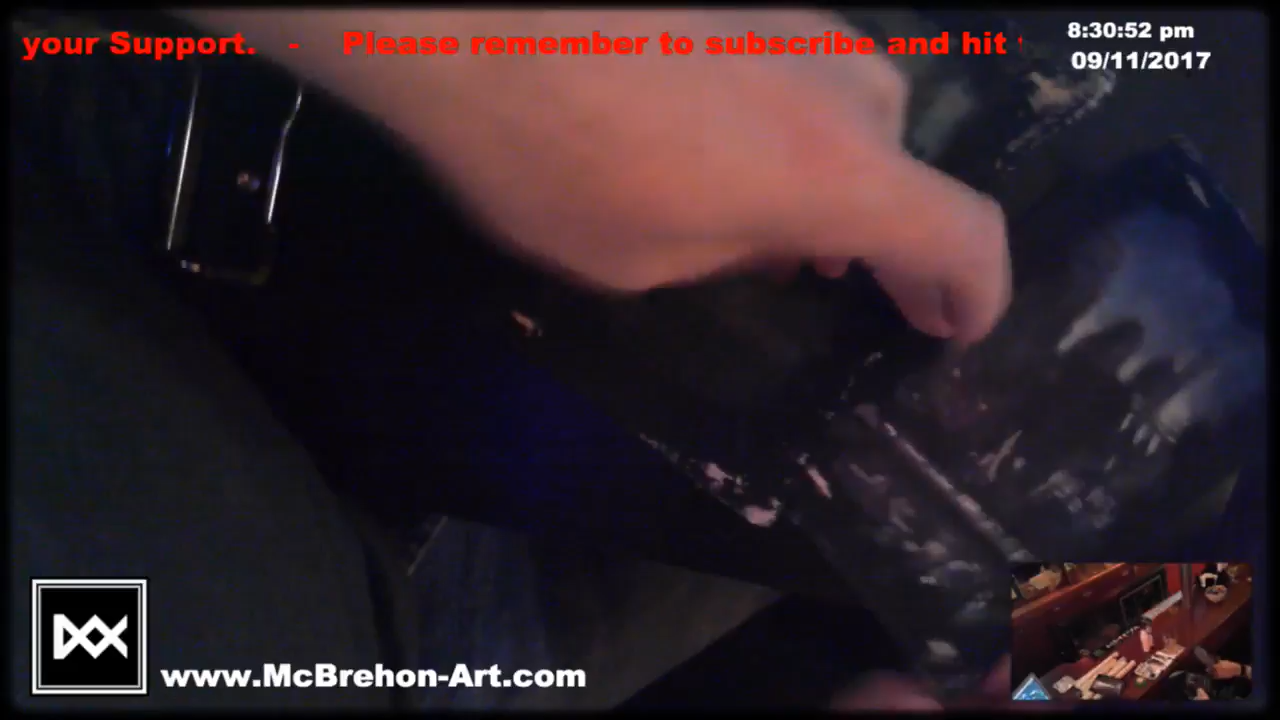 your Support. - Please remember to subscribe and hit
8:30:52 pm
09/11/2017
www.McBrehon-Art.com